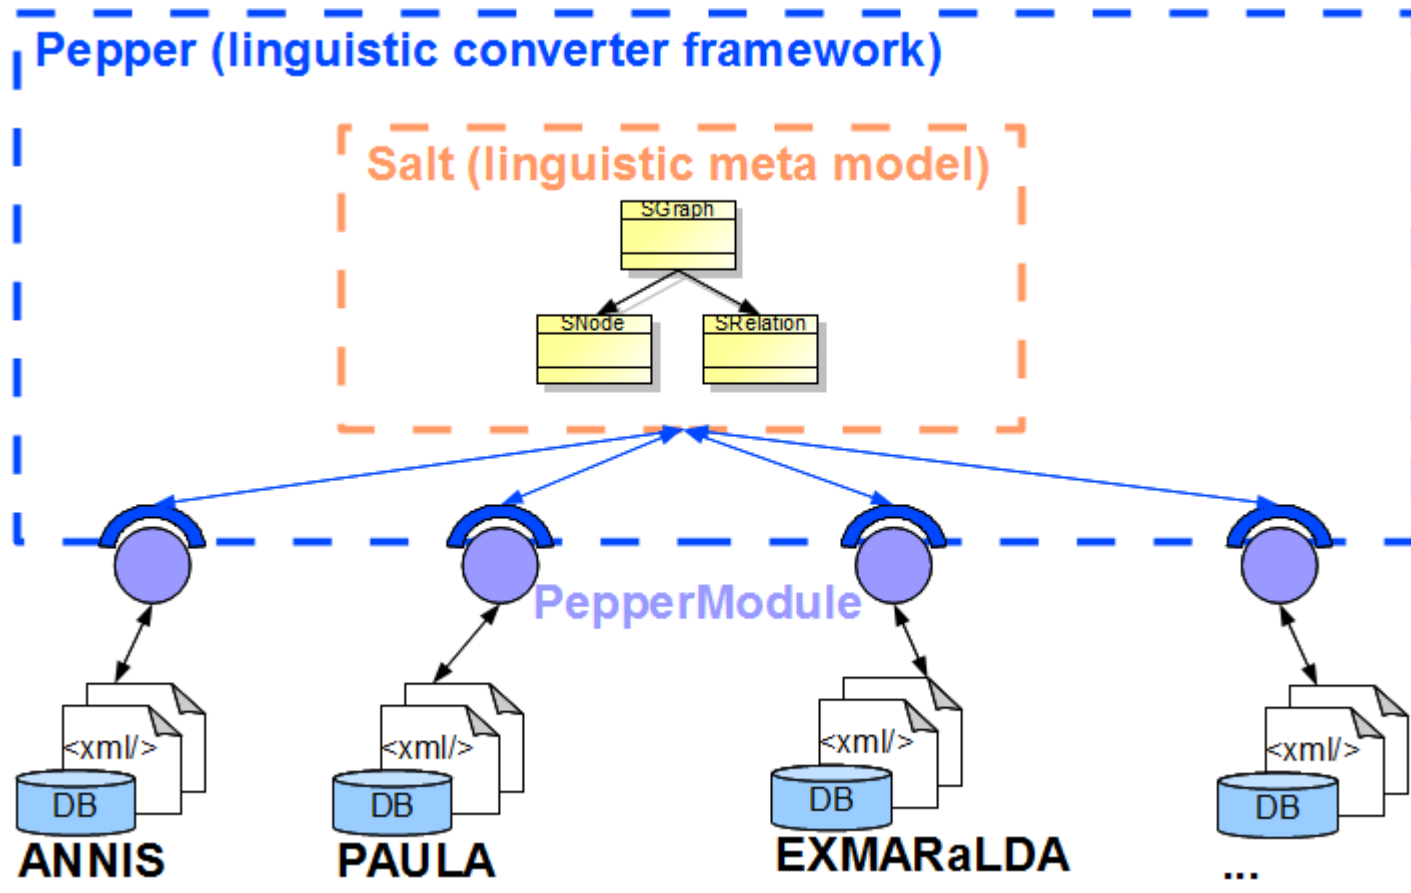 Pepper (linguistic converter framework)
Salt (linguistic meta model)
SGraph
SNode
SRelation
PepperModule
<xml/>
<xml/>
<xml/>
<xml/>
DB
DB
DB
DB
ANNIS
PAULA
EXMARaLDA
...